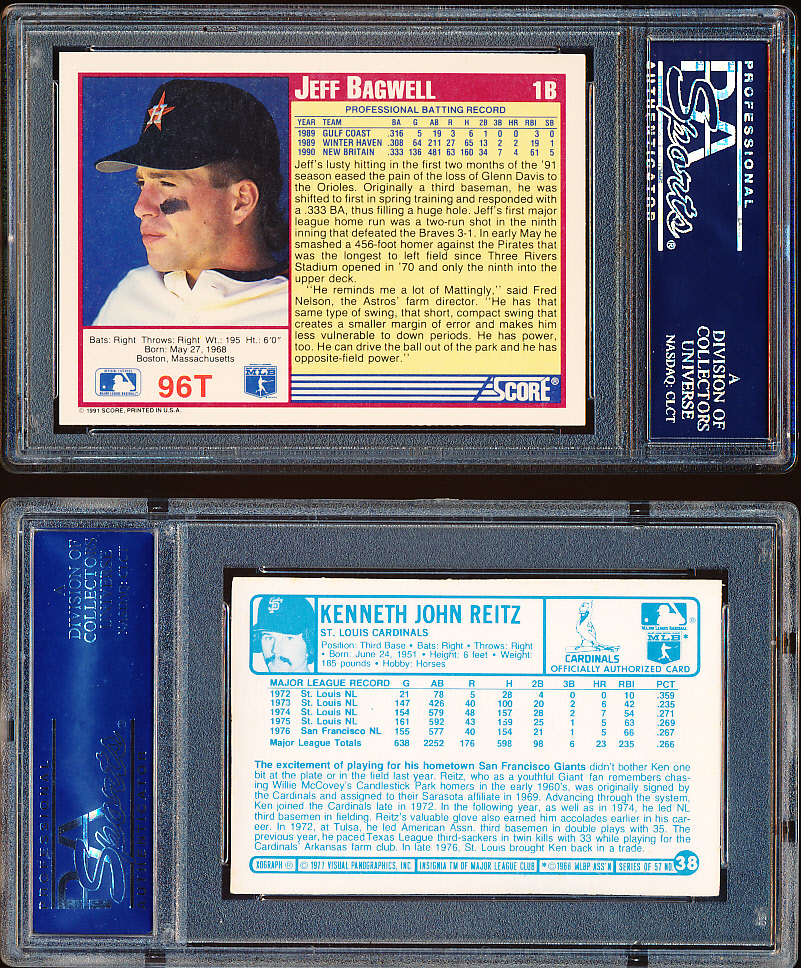 JEFF BAGWELL 1B
PROFESSIONAL BATTING RECORD
YEAR TEAM BA G AB R H 2B 3B HR RBI SB
1989 GULF COAST .316 5 19 3 6 1 0 0 3 0
1989 WINTER HAVEN .308 64 211 27 65 13 2 2 19 1
1990 NEW BRITAIN .333 136 481 63 160 34 7 4 61 5
Jeff's lusty hitting in the first two months of the '91
season eased the pain of the loss of Glenn Davis to
the Orioles. Originally a third baseman, he was
shifted to first in spring training and responded with
a .333 BA, thus filling a huge hole. Jeff's first major
league home run was a two-run shot in the ninth
inning that defeated the Braves 3-1. In early May he
smashed a 456-foot homer against the Pirates that
was the longest to left field since Three Rivers
Stadium opened in '70 and only the ninth into the
upper deck.
"He reminds me a lot of Mattingly," said Fred
Nelson, the Astros' farm director. "He has that
same type of swing, that short, compact swing that
creates a smaller margin of error and makes him
less vulnerable to down periods. He has power,
too. He can drive the ball out of the park and he has
opposite-field power."
Bats: Right Throws: Right Wt.: 195 Ht.: 6'0"
Born: May 27, 1968
Boston, Massachusetts
96T
MLB
SCORE®
© 1991 SCORE, PRINTED IN U.S.A.
PROFESSIONAL
PSA
Sports®
AUTHENTICATOR
A
DIVISION OF
COLLECTORS
UNIVERSE
NASDAQ: CLCT
A
DIVISION OF
COLLECTORS
Sports
SF
KENNETH JOHN REITZ
ST. LOUIS CARDINALS
Position: Third Base • Bats: Right • Throws: Right
• Born: June 24, 1951 • Height: 6 feet • Weight:
185 pounds • Hobby: Horses
CARDINALS
MAJOR LEAGUE BASEBALL
MLB®
OFFICIALLY AUTHORIZED CARD
MAJOR LEAGUE RECORD G AB R H 2B 3B HR RBI PCT
1972 St. Louis NL 21 78 5 28 4 0 0 10 .359
1973 St. Louis NL 147 426 40 100 20 2 6 42 .235
1974 St. Louis NL 154 579 48 157 28 2 7 54 .271
1975 St. Louis NL 161 592 43 159 25 1 5 63 .269
1976 San Francisco NL 155 577 40 154 21 1 5 66 .267
Major League Totals 638 2252 176 598 98 6 23 235 .266
The excitement of playing for his hometown San Francisco Giants didn't bother Ken one
bit at the plate or in the field last year. Reitz, who as a youthful Giant fan remembers chas-
ing Willie McCovey's Candlestick Park homers in the early 1960's, was originally signed
by the Cardinals and assigned to their Sarasota affiliate in 1969. Advancing through the system,
Ken joined the Cardinals late in 1972. In the following year, as well as in 1974, he led NL
third basemen in fielding. Reitz's valuable glove also earned him accolades earlier in his car-
eer. In 1972, at Tulsa, he led American Assn. third basemen in double plays with 35. The
previous year, he paced Texas League third-sackers in twin kills with 33 while playing for the
Cardinals' Arkansas farm club. In late 1976, St. Louis brought Ken back in a trade.
XOGRAPH ® © 1977 VISUAL PANOGRAPHICS, INC INSIGNIA TM OF MAJOR LEAGUE CLUB *©1966 MLBP ASS'N SERIES OF 57 NO. 38